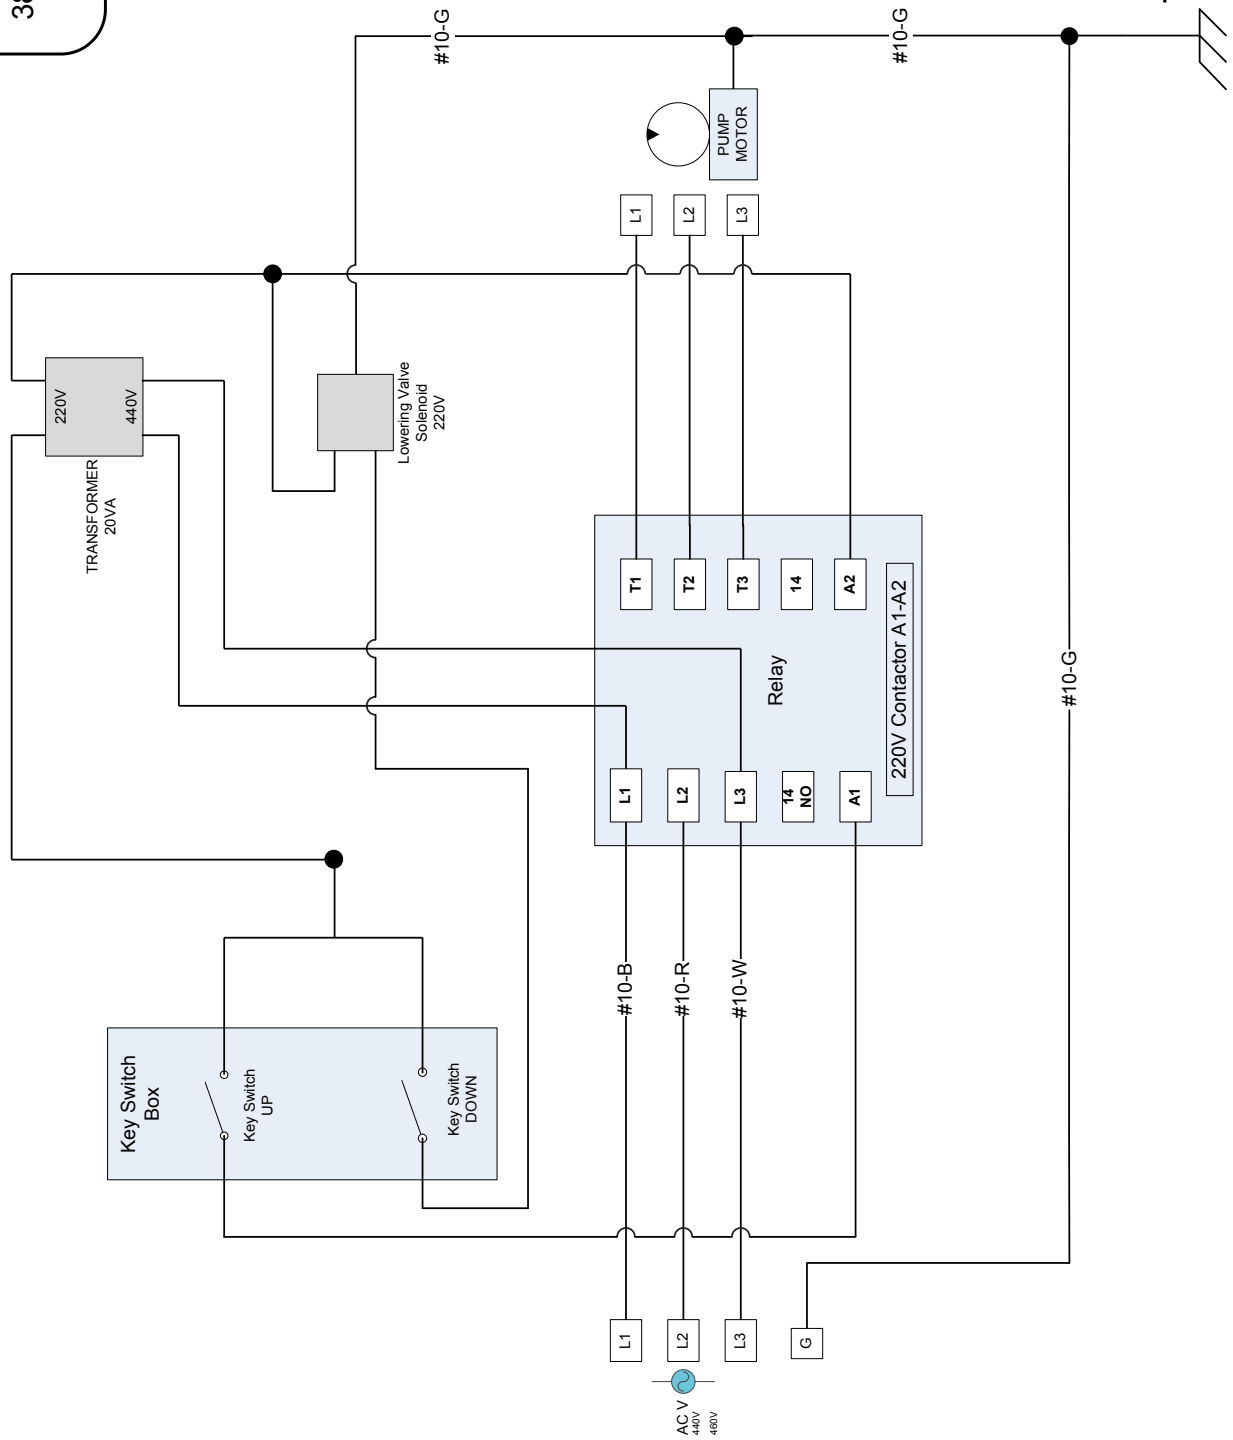 38
#10-G
#10-G
PUMP
MOTOR
L1
L2
L3
220V
440V
TRANSFORMER
20VA
Lowering Valve
Solenoid
220V
T1
T2
T3
14
A2
Relay
220V Contactor A1-A2
L1
L2
L3
14
NO
A1
#10-G
Key Switch
Box
Key Switch
UP
Key Switch
DOWN
#10-B
#10-R
#10-W
L1
L2
L3
G
AC V
440V
460V